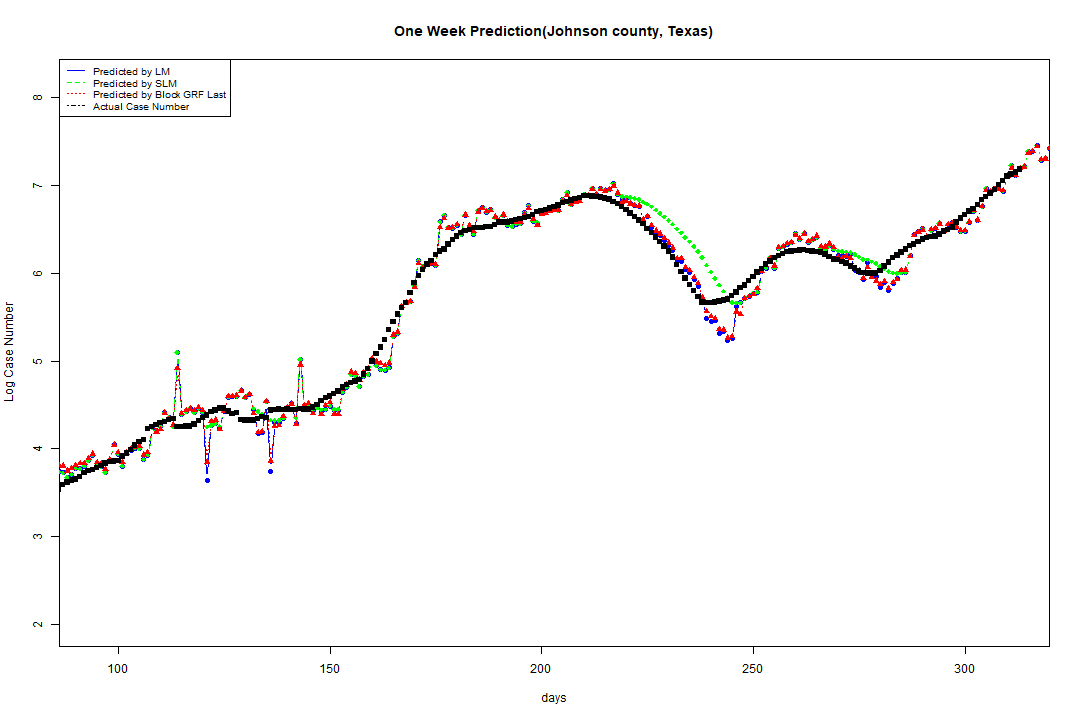 One Week Prediction(Johnson county, Texas)
Predicted by LM
Predicted by SLM
Predicted by Block GRF Last
Actual Case Number
8
7
6
5
4
3
2
Log Case Number
100 150 200 250 300
days